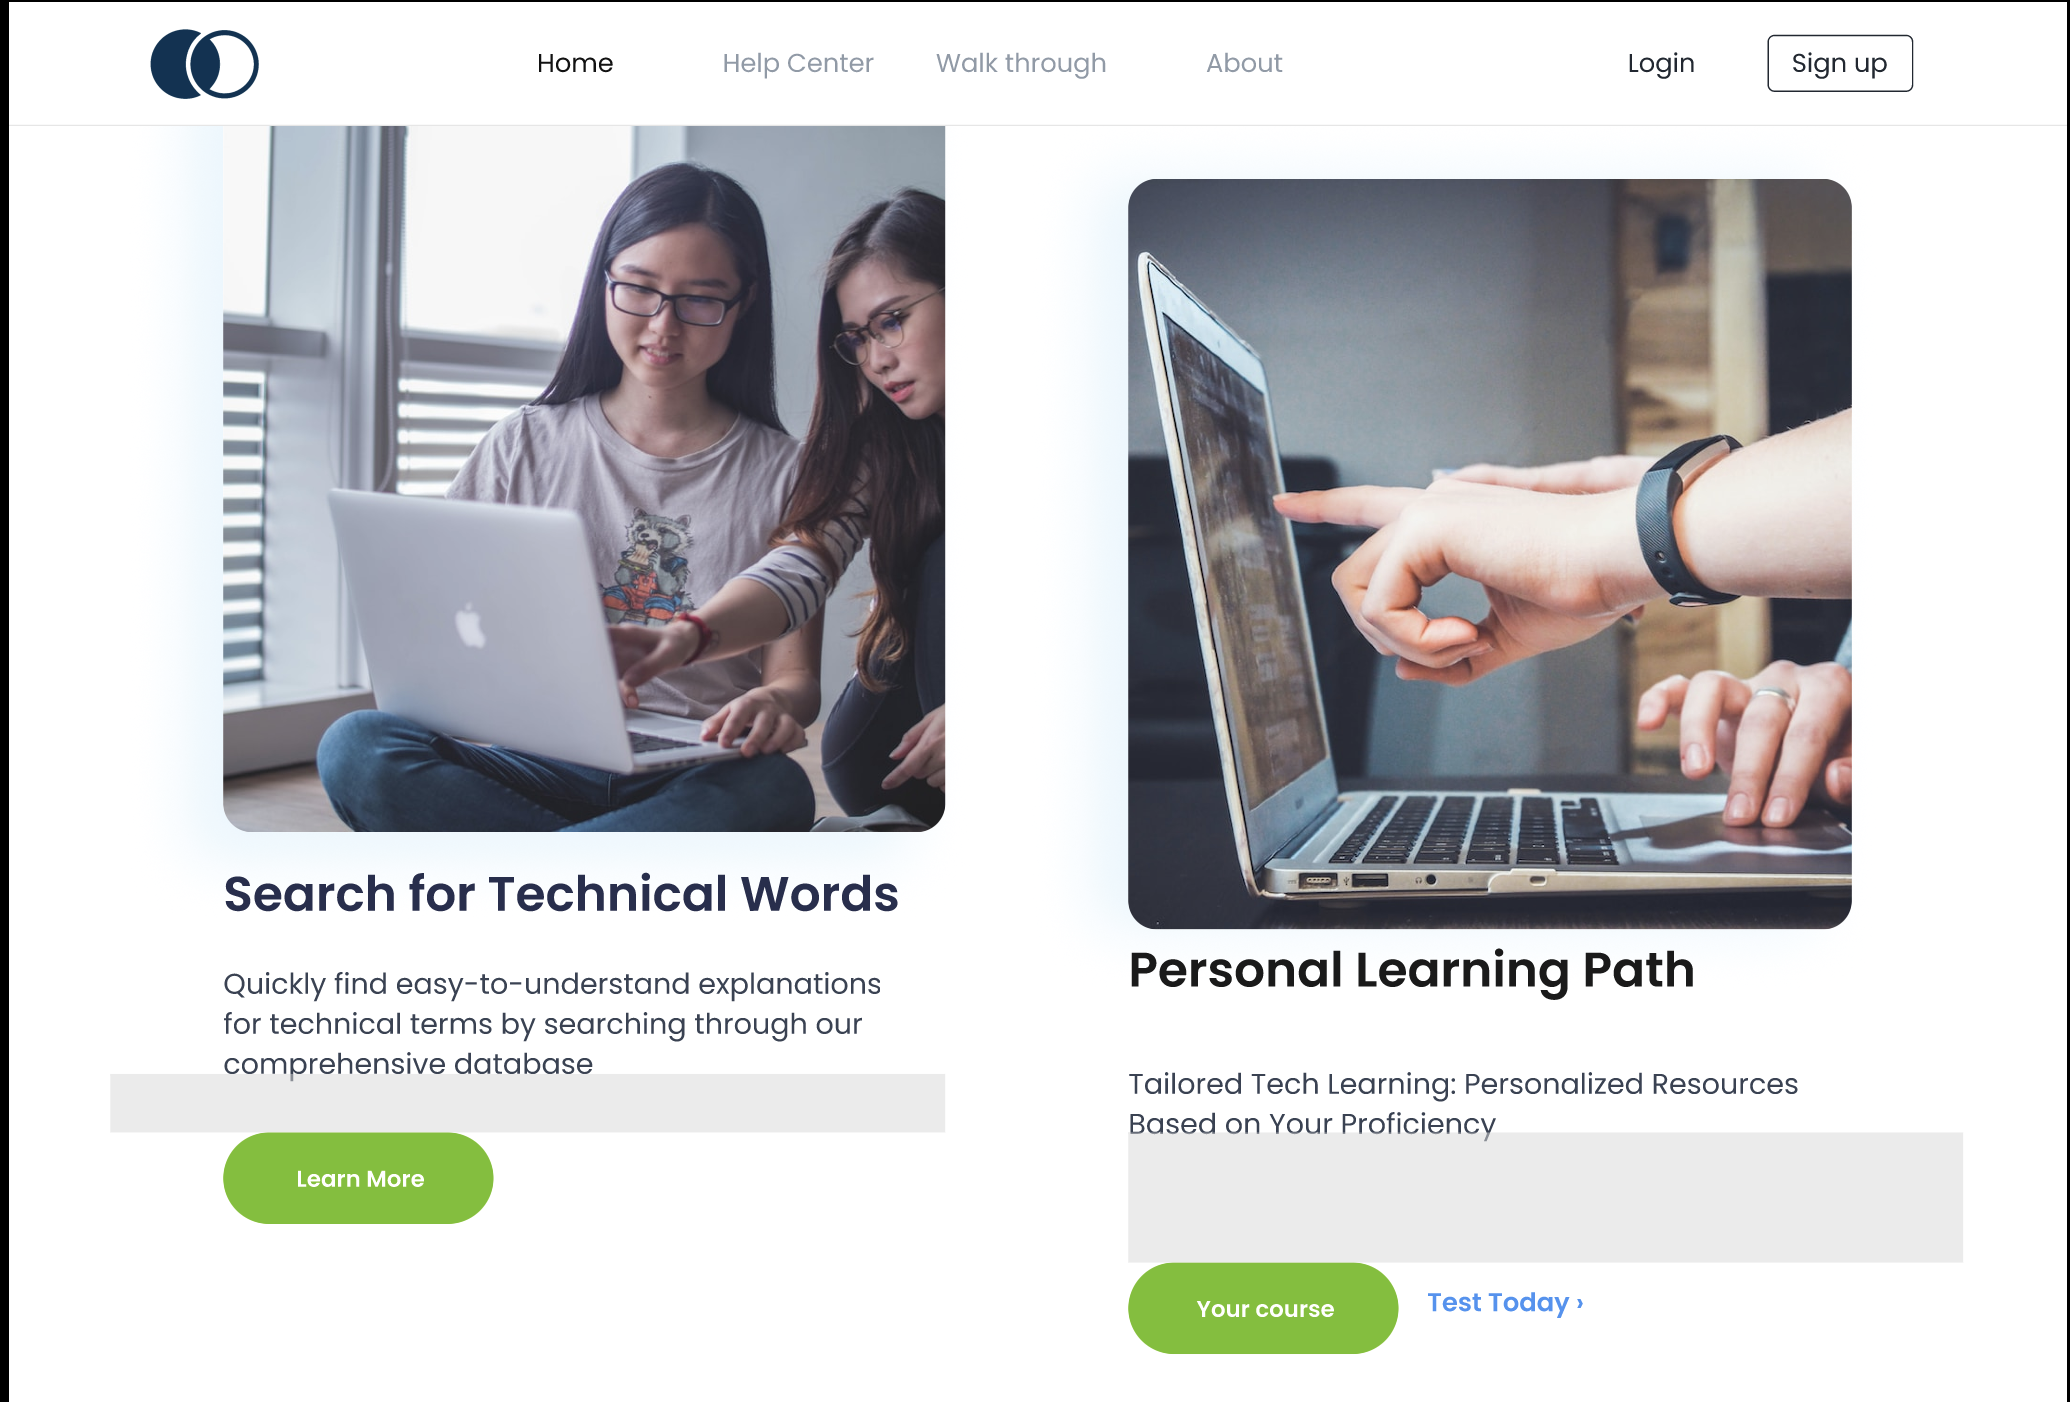 Home
Help Center
Walk through
About
Login
Sign up
Search for Technical Words
Quickly find easy-to-understand explanations
for technical terms by searching through our
comprehensive database
Learn More
Personal Learning Path
Tailored Tech Learning: Personalized Resources
Based on Your Proficiency
Your course
Test Today ›